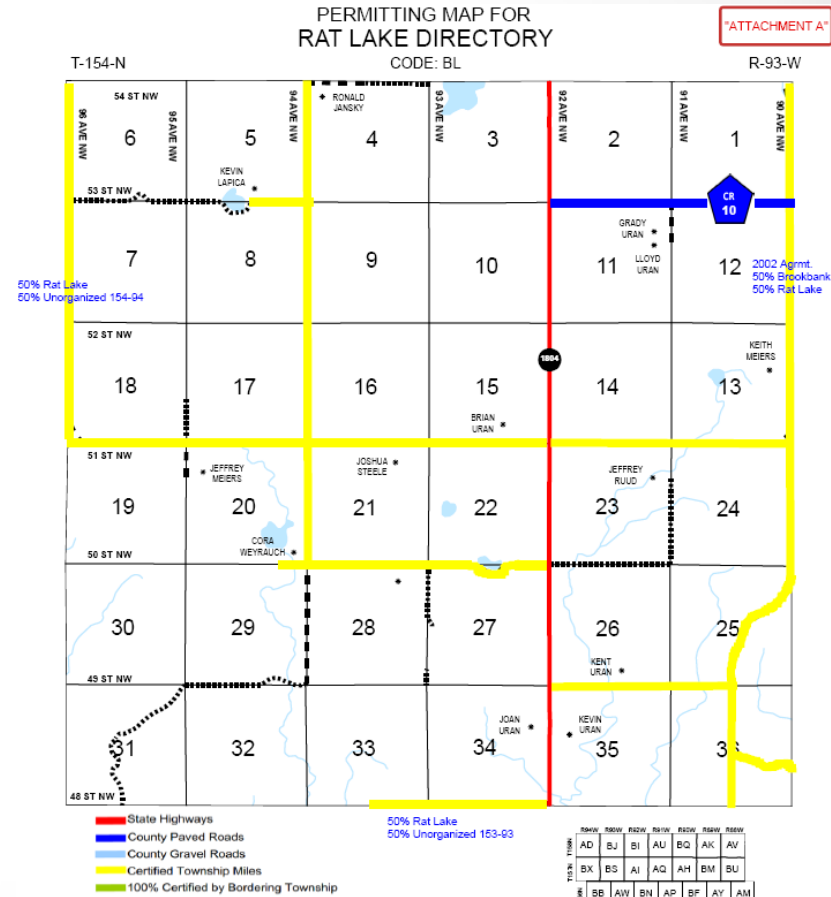 PERMITTING MAP FOR
RAT LAKE DIRECTORY
"ATTACHMENT A"
T-154-N
CODE: BL
R-93-W
54 ST NW
96 AVE NW
95 AVE NW
94 AVE NW
93 AVE NW
92 AVE NW
91 AVE NW
90 AVE NW
RONALD
JANSKY
6
5
4
3
2
1
KEVIN
LAPICA
53 ST NW
CR
10
GRADY
URAN
LLOYD
URAN
7
8
9
10
11
12
2002 Agrmt.
50% Brookbank
50% Rat Lake
50% Rat Lake
50% Unorganized 154-94
52 ST NW
KEITH
MEIERS
1804
18
17
16
15
14
13
BRIAN
URAN
51 ST NW
JEFFREY
MEIERS
JOSHUA
STEELE
JEFFREY
RUUD
19
20
21
22
23
24
CORA
WEYRAUCH
50 ST NW
30
29
28
27
26
25
KENT
URAN
49 ST NW
JOAN
URAN
KEVIN
URAN
31
32
33
34
35
36
48 ST NW
State Highways
County Paved Roads
County Gravel Roads
Certified Township Miles
100% Certified by Bordering Township
50% Rat Lake
50% Unorganized 153-93
AD BJ BI AU BQ AK AV
BX BS AI AQ AH BM BU
BB AW BN AP BF AY AM